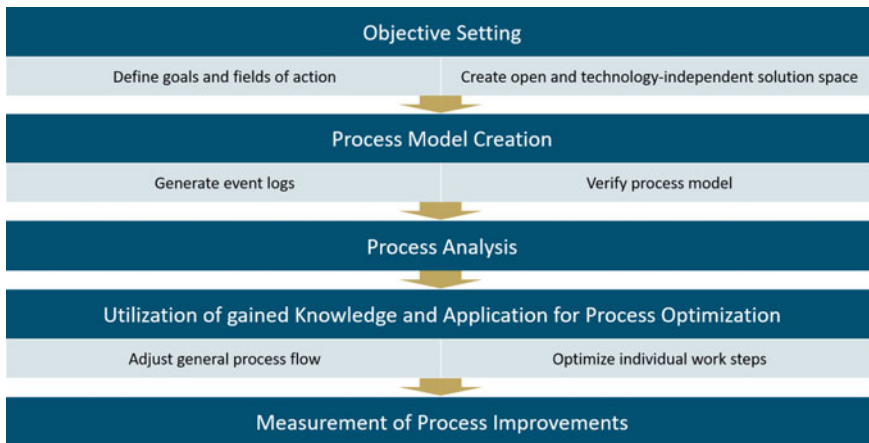 Objective Setting
Define goals and fields of action
Create open and technology-independent solution space
Process Model Creation
Generate event logs
Verify process model
Process Analysis
Utilization of gained Knowledge and Application for Process Optimization
Adjust general process flow
Optimize individual work steps
Measurement of Process Improvements